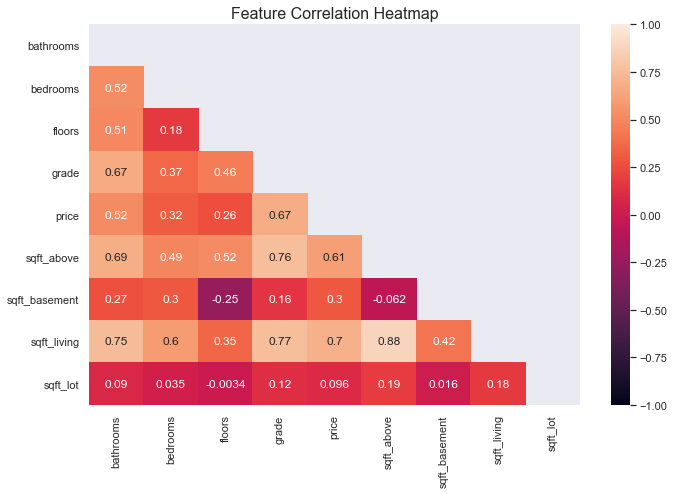 Feature Correlation Heatmap
bathrooms
bedrooms 0.52
floors 0.51 0.18
grade 0.67 0.37 0.46
price 0.52 0.32 0.26 0.67
sqft_above 0.69 0.49 0.52 0.76 0.61
sqft_basement 0.27 0.3 -0.25 0.16 0.3 -0.062
sqft_living 0.75 0.6 0.35 0.77 0.7 0.88 0.42
sqft_lot 0.09 0.035 -0.0034 0.12 0.096 0.19 0.016 0.18
bathrooms bedrooms floors grade price sqft_above sqft_basement sqft_living sqft_lot
1.00
0.75
0.50
0.25
0.00
−0.25
−0.50
−0.75
−1.00